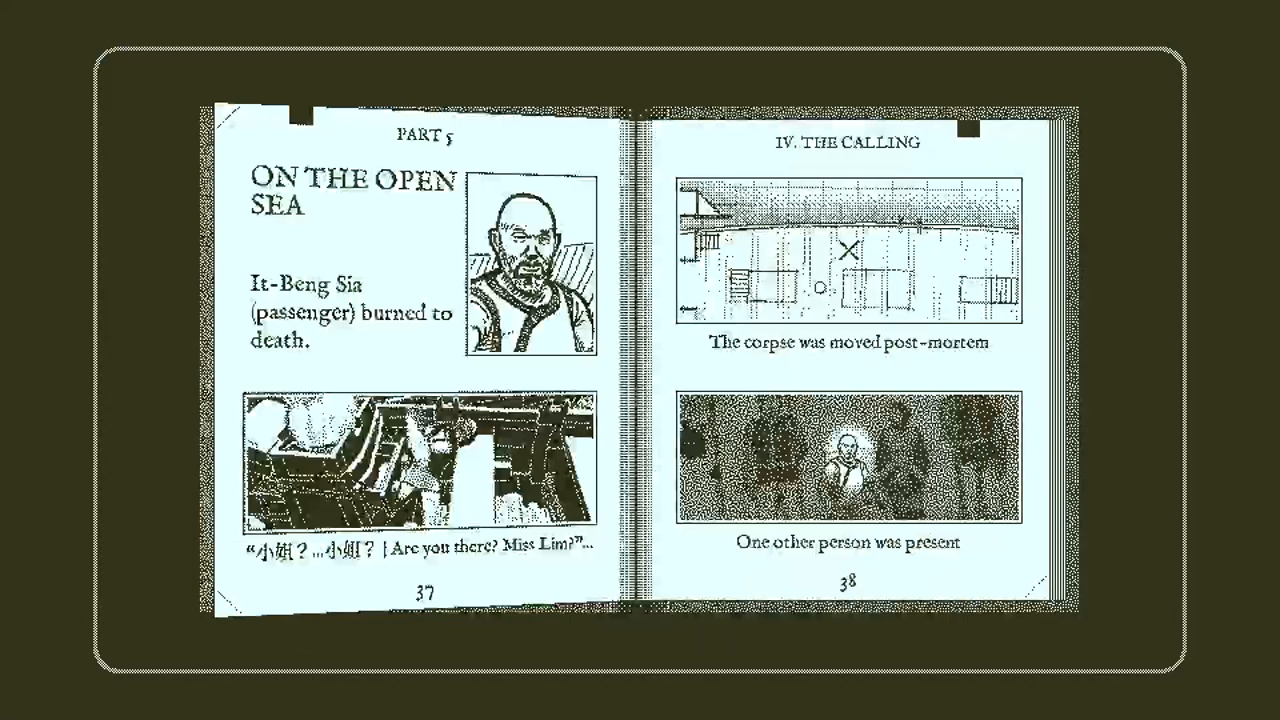 PART 5
ON THE OPEN
SEA
It-Beng Sia
(passenger) burned to
death.
"小姐？...小姐？ | Are you there? Miss Lim?"...
37
IV. THE CALLING
The corpse was moved post-mortem
One other person was present
38